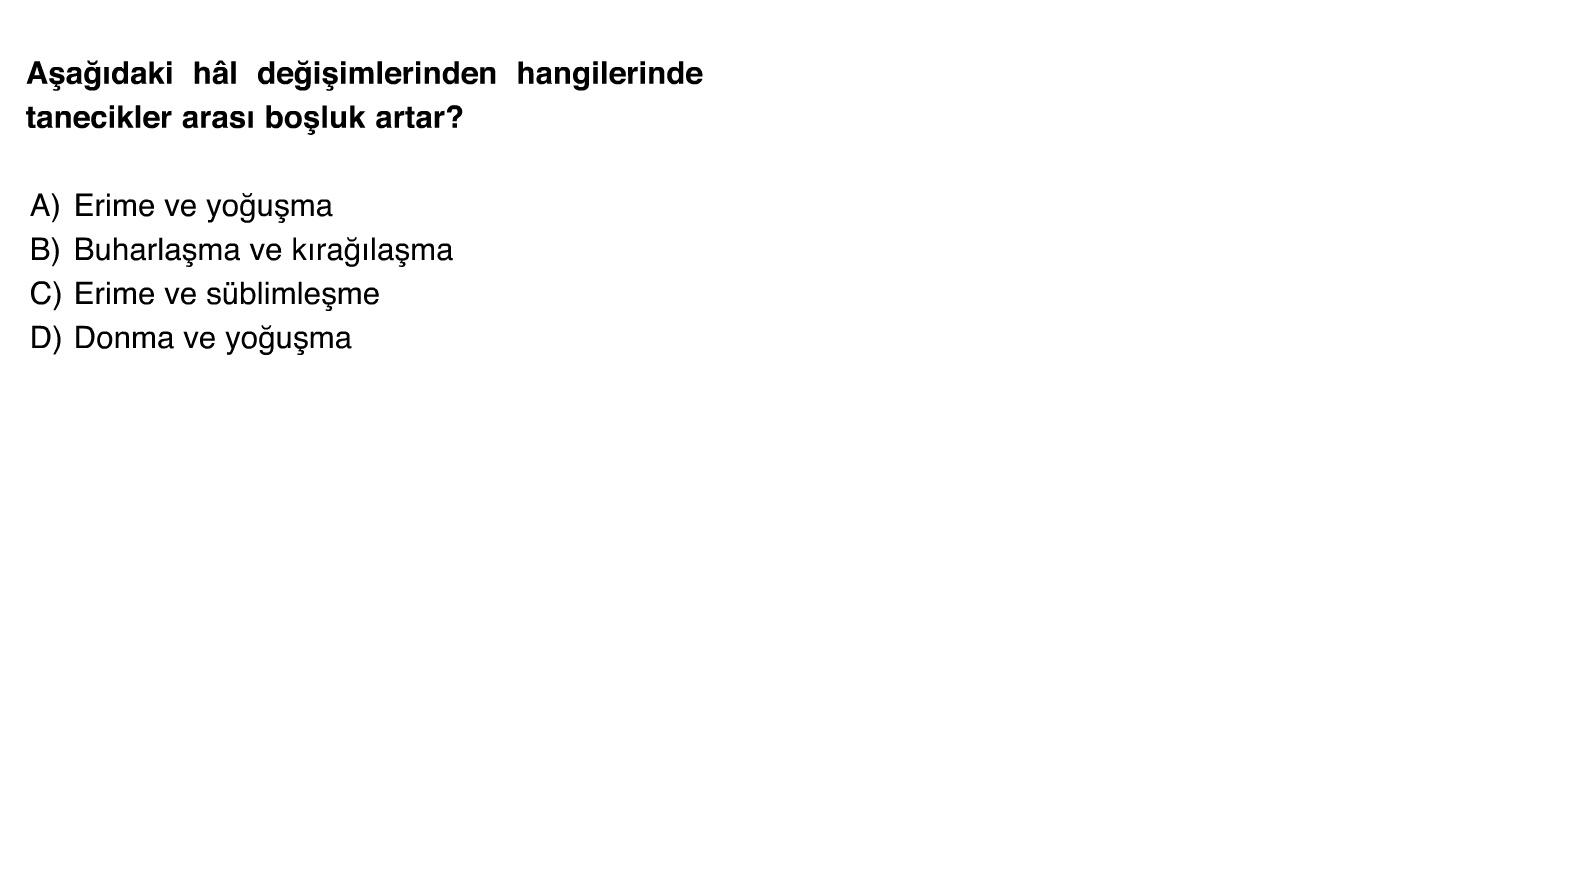 Aşağıdaki hâl değişimlerinden hangilerinde
tanecikler arası boşluk artar?
A) Erime ve yoğuşma
B) Buharlaşma ve kırağılaşma
C) Erime ve süblimleşme
D) Donma ve yoğuşma